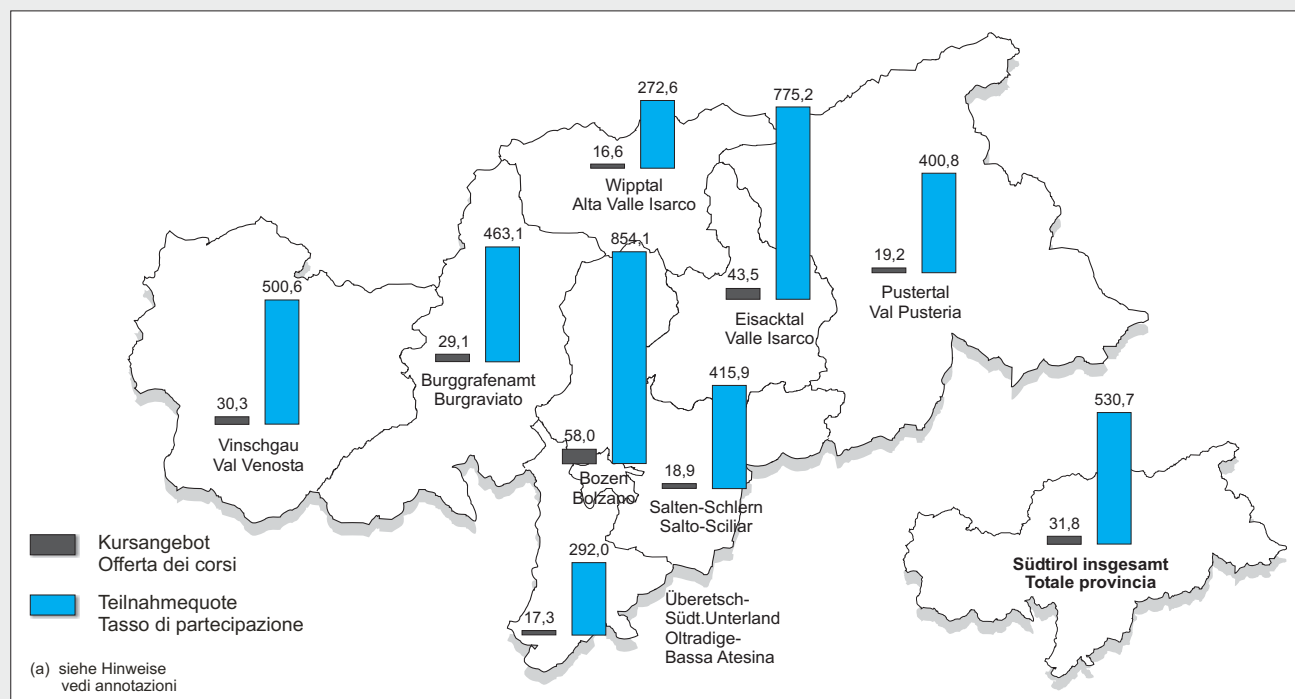 272,6
16,6
Wipptal
Alta Valle Isarco
775,2
43,5
Eisacktal
Valle Isarco
400,8
19,2
Pustertal
Val Pusteria
463,1
29,1
Burggrafenamt
Burgraviato
854,1
58,0
Bozen
Bolzano
500,6
30,3
Vinschgau
Val Venosta
415,9
18,9
Salten-Schlern
Salto-Sciliar
530,7
31,8
Südtirol insgesamt
Totale provincia
292,0
17,3
Überetsch-
Südt.Unterland
Oltradige-
Bassa Atesina
Kursangebot
Offerta dei corsi
Teilnahmequote
Tasso di partecipazione
(a) siehe Hinweise
vedi annotazioni